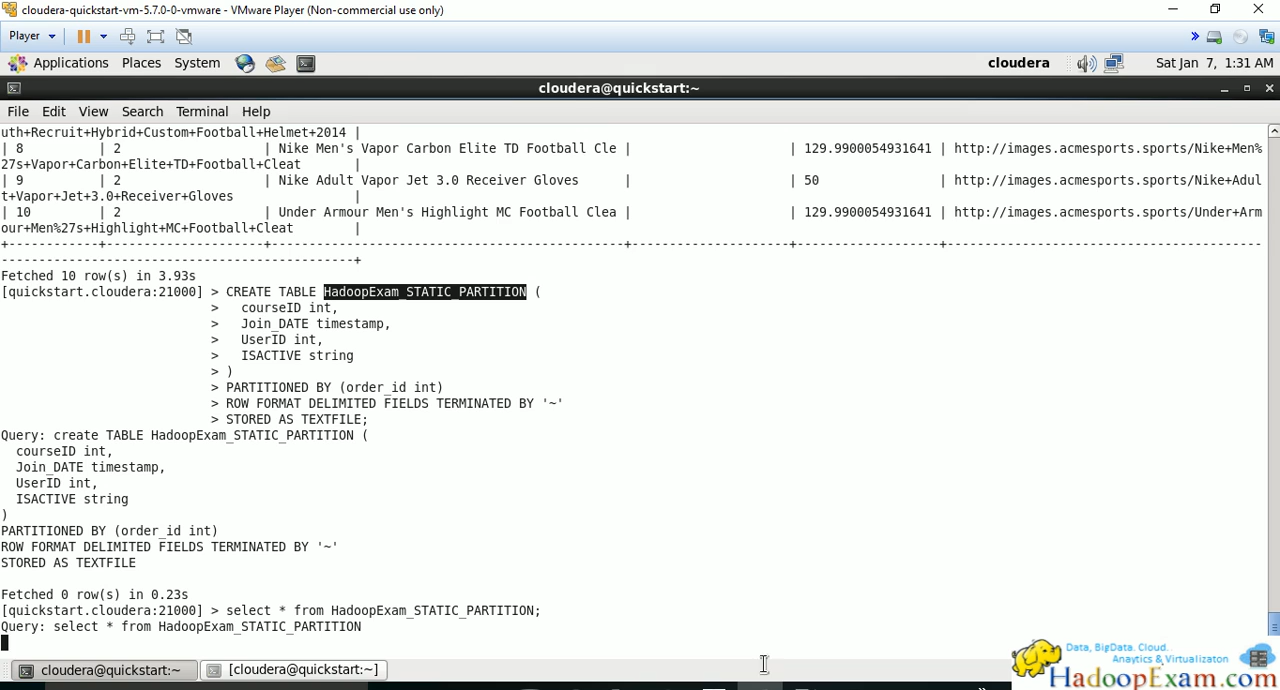 cloudera-quickstart-vm-5.7.0-0-vmware - VMware Player (Non-commercial use only)
Player
Applications Places System cloudera Sat Jan 7, 1:31 AM
cloudera@quickstart:~
File Edit View Search Terminal Help
uth+Recruit+Hybrid+Custom+Football+Helmet+2014 |
| 8 | 2 | Nike Men's Vapor Carbon Elite TD Football Cle | | 129.9900054931641 | http://images.acmesports.sports/Nike+Men%
27s+Vapor+Carbon+Elite+TD+Football+Cleat |
| 9 | 2 | Nike Adult Vapor Jet 3.0 Receiver Gloves | | 50 | http://images.acmesports.sports/Nike+Adul
t+Vapor+Jet+3.0+Receiver+Gloves |
| 10 | 2 | Under Armour Men's Highlight MC Football Clea | | 129.9900054931641 | http://images.acmesports.sports/Under+Arm
our+Men%27s+Highlight+MC+Football+Cleat |
+-----------+---------------------+-----------------------------------------------+---------------------+-------------------+-----------------------------------------
-----------------------------------------------+
Fetched 10 row(s) in 3.93s
[quickstart.cloudera:21000] > CREATE TABLE HadoopExam_STATIC_PARTITION (
> courseID int,
> Join_DATE timestamp,
> UserID int,
> ISACTIVE string
> )
> PARTITIONED BY (order_id int)
> ROW FORMAT DELIMITED FIELDS TERMINATED BY '~'
> STORED AS TEXTFILE;
Query: create TABLE HadoopExam_STATIC_PARTITION (
courseID int,
Join_DATE timestamp,
UserID int,
ISACTIVE string
)
PARTITIONED BY (order_id int)
ROW FORMAT DELIMITED FIELDS TERMINATED BY '~'
STORED AS TEXTFILE
Fetched 0 row(s) in 0.23s
[quickstart.cloudera:21000] > select * from HadoopExam_STATIC_PARTITION;
Query: select * from HadoopExam_STATIC_PARTITION
cloudera@quickstart:~ [cloudera@quickstart:~]
Data, BigData. Cloud.
Anaytics & Virtualizaton
HadoopExam.com